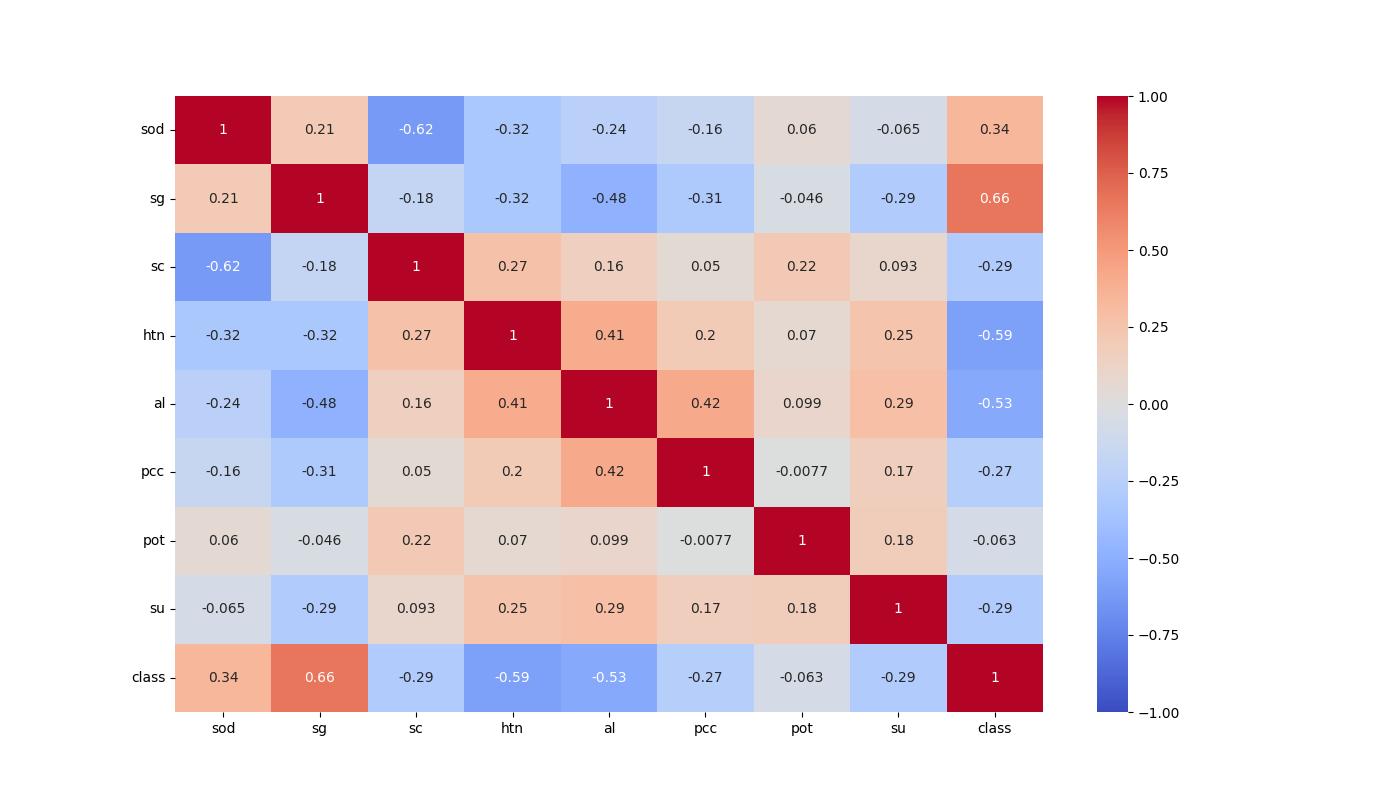 sod 1 0.21 -0.62 -0.32 -0.24 -0.16 0.06 -0.065 0.34
sg 0.21 1 -0.18 -0.32 -0.48 -0.31 -0.046 -0.29 0.66
sc -0.62 -0.18 1 0.27 0.16 0.05 0.22 0.093 -0.29
htn -0.32 -0.32 0.27 1 0.41 0.2 0.07 0.25 -0.59
al -0.24 -0.48 0.16 0.41 1 0.42 0.099 0.29 -0.53
pcc -0.16 -0.31 0.05 0.2 0.42 1 -0.0077 0.17 -0.27
pot 0.06 -0.046 0.22 0.07 0.099 -0.0077 1 0.18 -0.063
su -0.065 -0.29 0.093 0.25 0.29 0.17 0.18 1 -0.29
class 0.34 0.66 -0.29 -0.59 -0.53 -0.27 -0.063 -0.29 1
sod sg sc htn al pcc pot su class
1.00
0.75
0.50
0.25
0.00
−0.25
−0.50
−0.75
−1.00